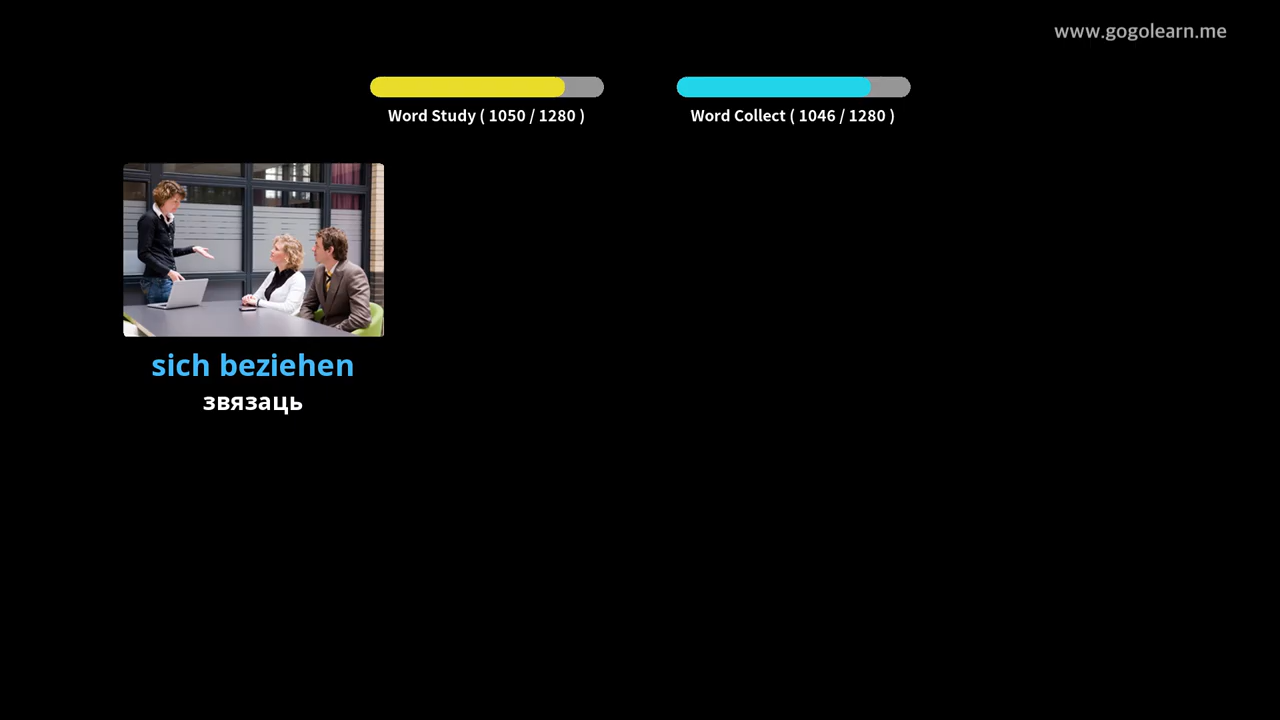 www.gogolearn.me
Word Study ( 1050 / 1280 )
Word Collect ( 1046 / 1280 )
sich beziehen
звязаць